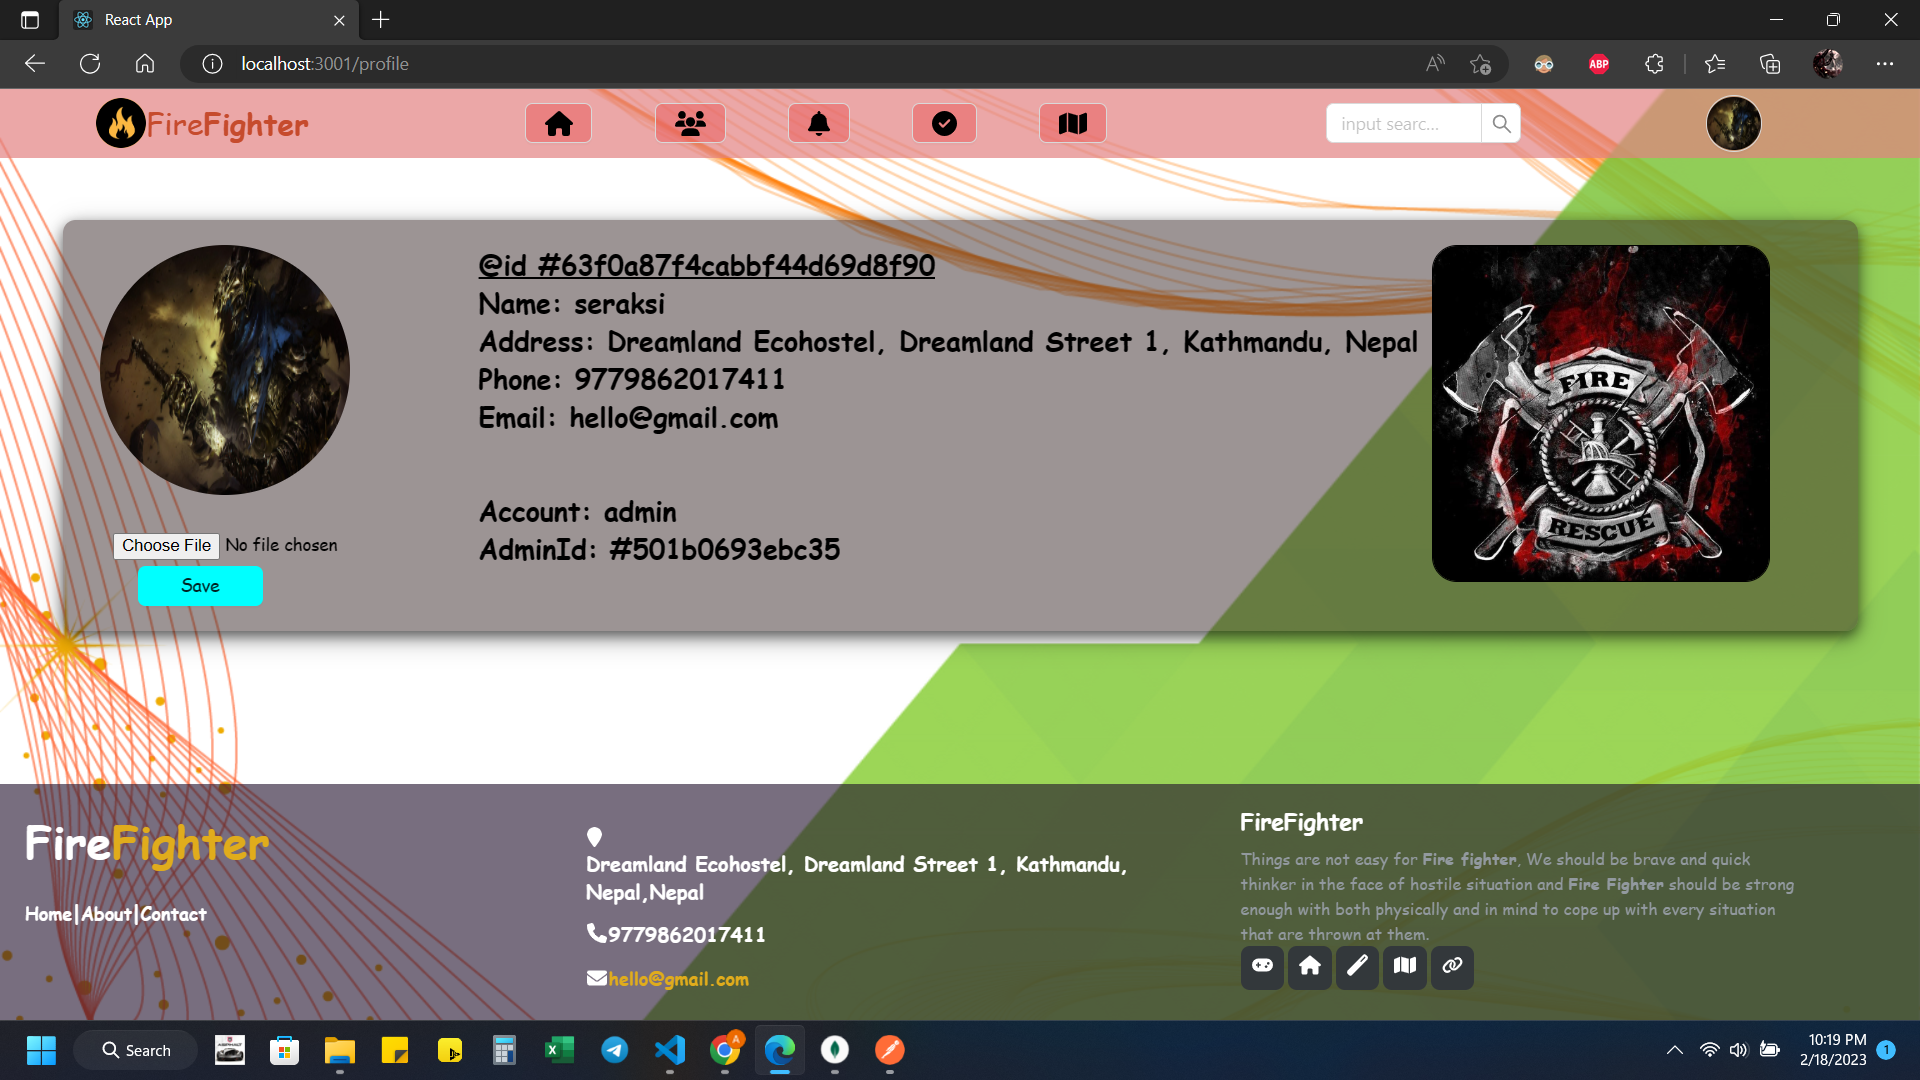 React App
localhost:3001/profile
ABP
FireFighter
input searc...
@id #63f0a87f4cabbf44d69d8f90
Name: seraksi
Address: Dreamland Ecohostel, Dreamland Street 1, Kathmandu, Nepal
Phone: 9779862017411
Email: hello@gmail.com
Account: admin
AdminId: #501b0693ebc35
Choose File No file chosen
Save
FIRE
RESCUE
FireFighter
Home|About|Contact
Dreamland Ecohostel, Dreamland Street 1, Kathmandu,
Nepal,Nepal
9779862017411
hello@gmail.com
FireFighter
Things are not easy for Fire fighter, We should be brave and quick
thinker in the face of hostile situation and Fire Fighter should be strong
enough with both physically and in mind to cope up with every situation
that are thrown at them.
Search
A
10:19 PM
2/18/2023
1